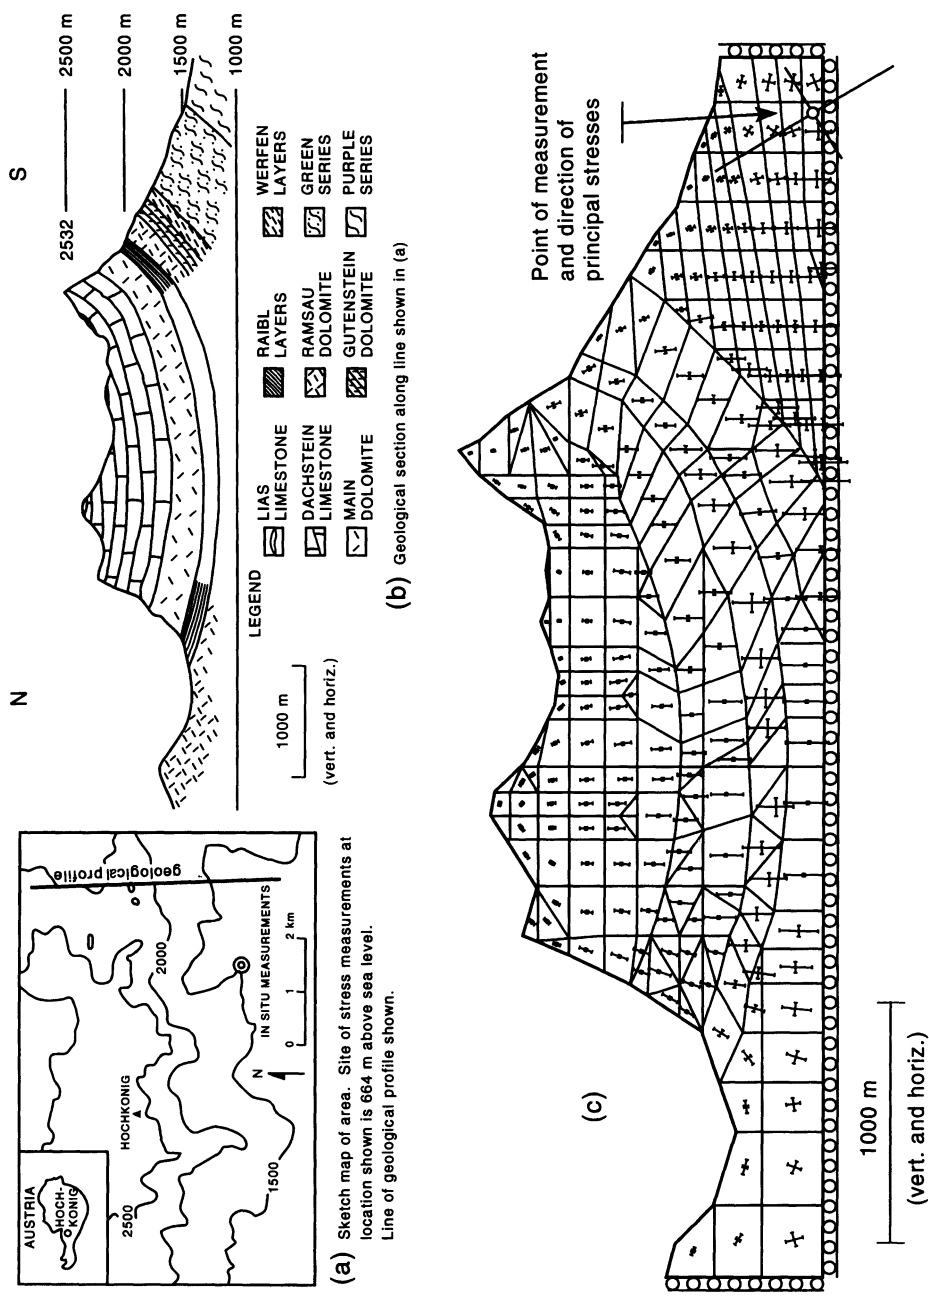 AUSTRIA
HOCH-
KONIG
2500
HOCHKONIG
1500
2000
geological profile
N
0 1 2 km
IN SITU MEASUREMENTS
(a) Sketch map of area. Site of stress measurements at
location shown is 664 m above sea level.
Line of geological profile shown.
N
S
2532
2500 m
2000 m
1500 m
1000 m
1000 m
(vert. and horiz.)
LEGEND
LIAS
LIMESTONE
DACHSTEIN
LIMESTONE
MAIN
DOLOMITE
RAIBL
LAYERS
RAMSAU
DOLOMITE
GUTENSTEIN
DOLOMITE
WERFEN
LAYERS
GREEN
SERIES
PURPLE
SERIES
(b) Geological section along line shown in (a)
(c)
Point of measurement
and direction of
principal stresses
1000 m
(vert. and horiz.)